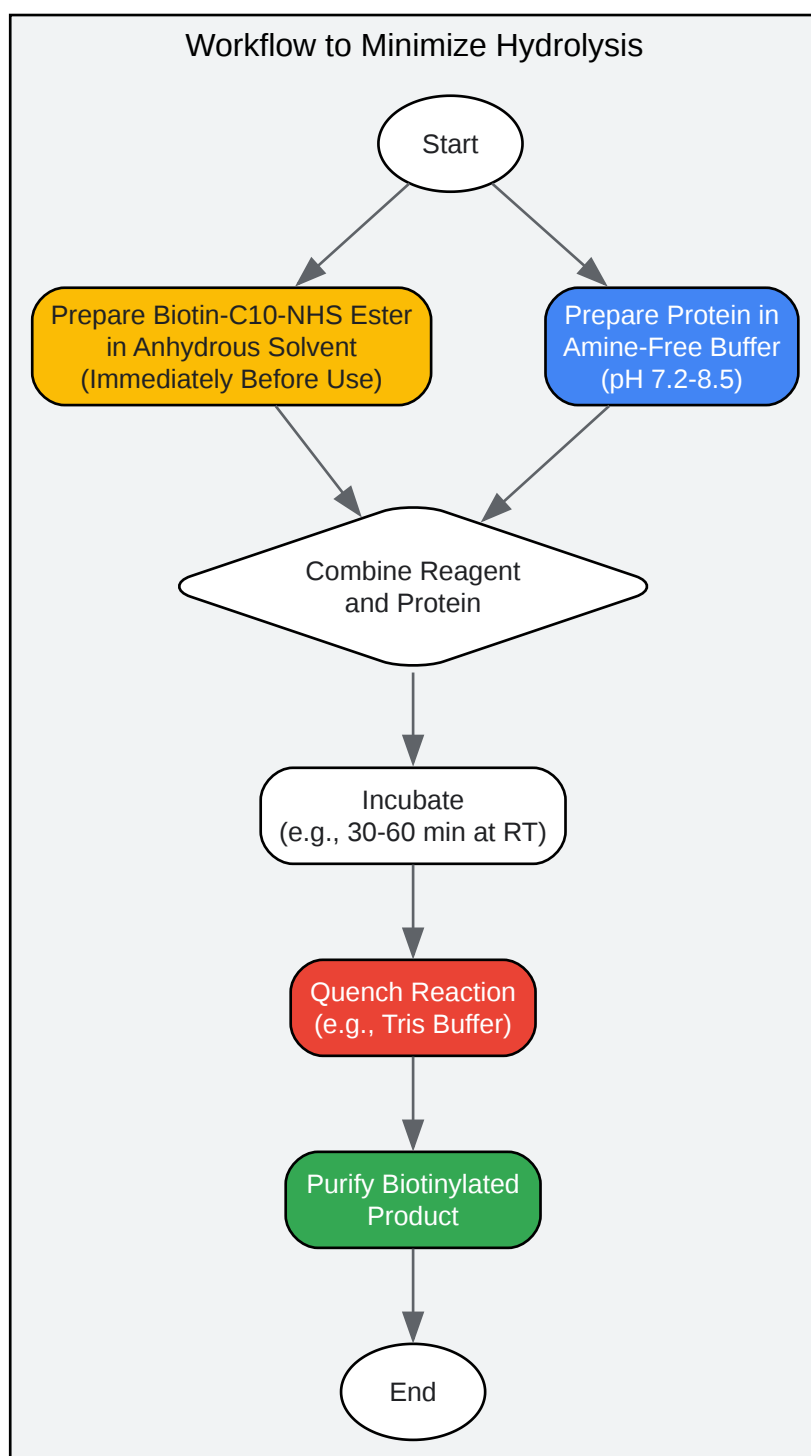 Workflow to Minimize Hydrolysis
Start
Prepare Biotin-C10-NHS Ester
in Anhydrous Solvent
(Immediately Before Use)
Prepare Protein in
Amine-Free Buffer
(pH 7.2-8.5)
Combine Reagent
and Protein
Incubate
(e.g., 30-60 min at RT)
Quench Reaction
(e.g., Tris Buffer)
Purify Biotinylated
Product
End